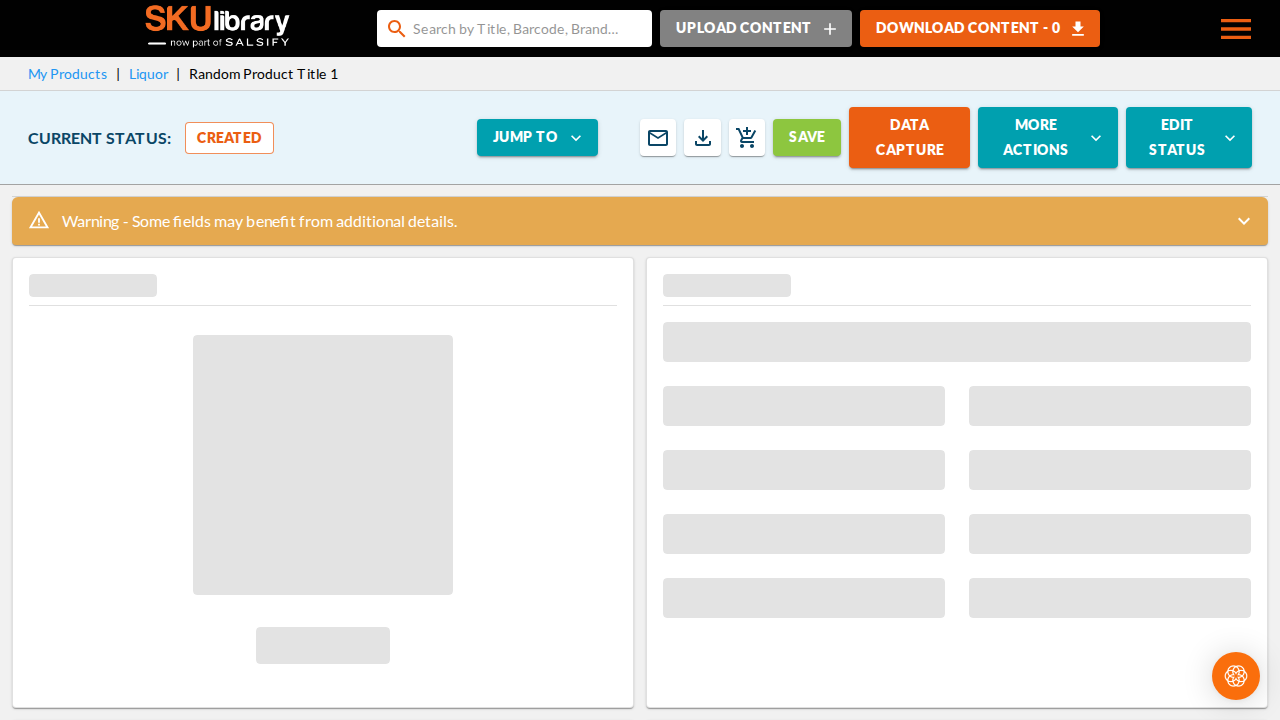 SKUlibrary
now part of SALSIFY
Search by Title, Barcode, Brand...
UPLOAD CONTENT
DOWNLOAD CONTENT - 0
My Products | Liquor | Random Product Title 1
CURRENT STATUS:
CREATED
JUMP TO
SAVE
DATA
CAPTURE
MORE
ACTIONS
EDIT
STATUS
Warning - Some fields may benefit from additional details.